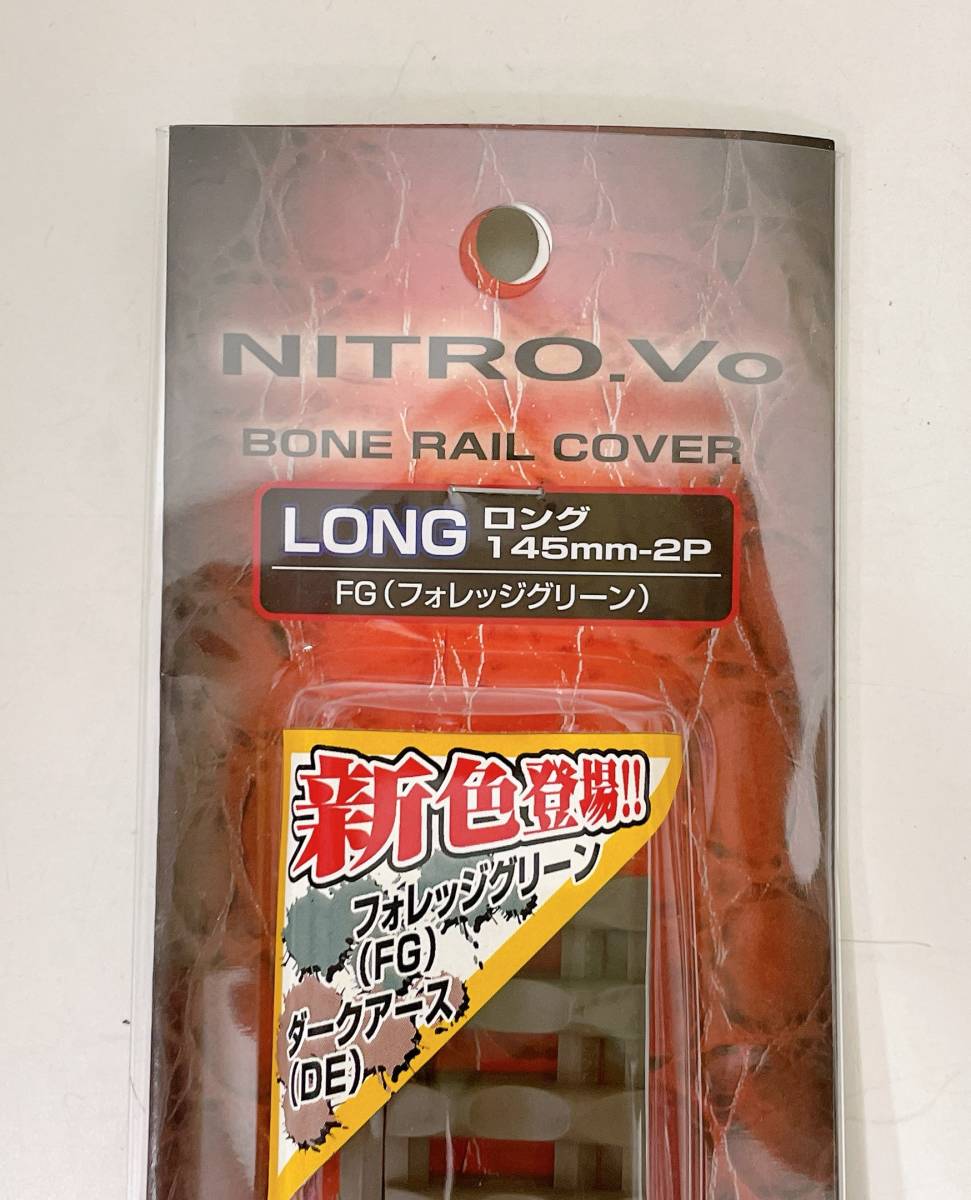 NITRO.Vo
BONE RAIL COVER
LONG ロング
145mm-2P
FG(フォレッジグリーン)
新色登場!!
フォレッジグリーン
(FG)
ダークアース
(DE)